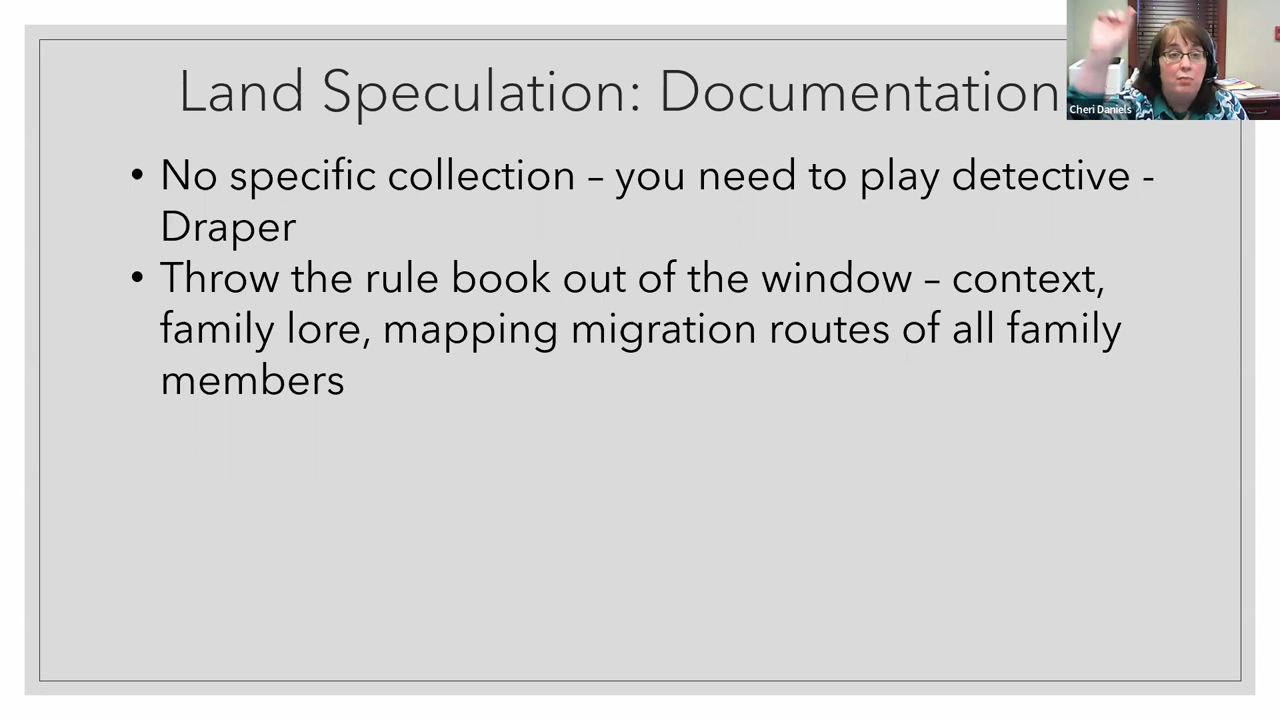 Land Speculation: Documentation
Cheri Daniels
• No specific collection – you need to play detective -
Draper
• Throw the rule book out of the window – context,
family lore, mapping migration routes of all family
members